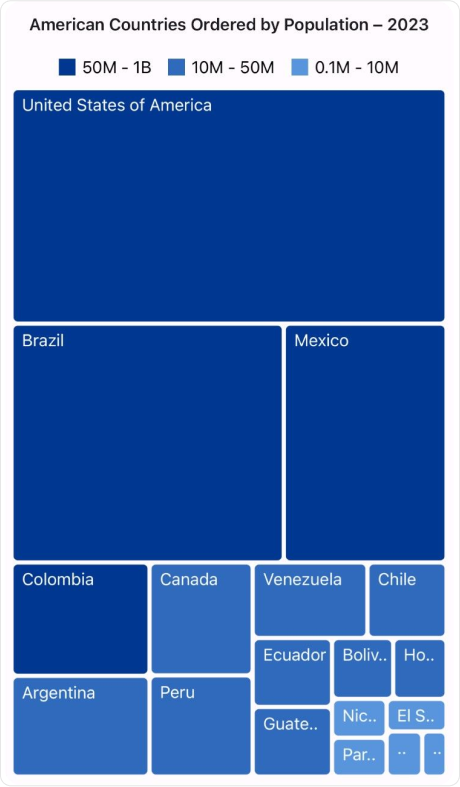 American Countries Ordered by Population – 2023
50M - 1B 10M - 50M 0.1M - 10M
United States of America
Brazil
Mexico
Colombia
Canada
Venezuela
Chile
Ecuador
Boliv..
Ho..
Argentina
Peru
Guate..
Nic..
El S..
Par..
..
..